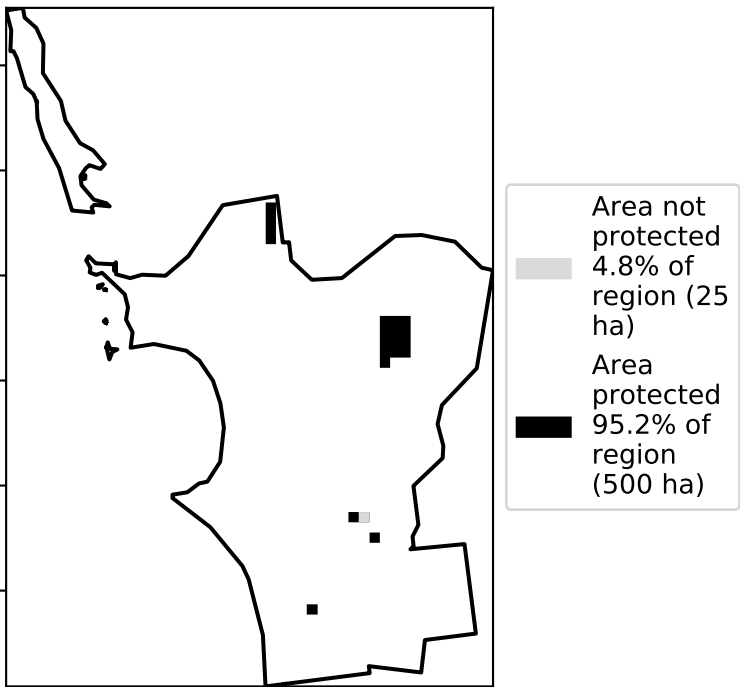 Area not
protected
4.8% of
region (25
ha)
Area
protected
95.2% of
region
(500 ha)